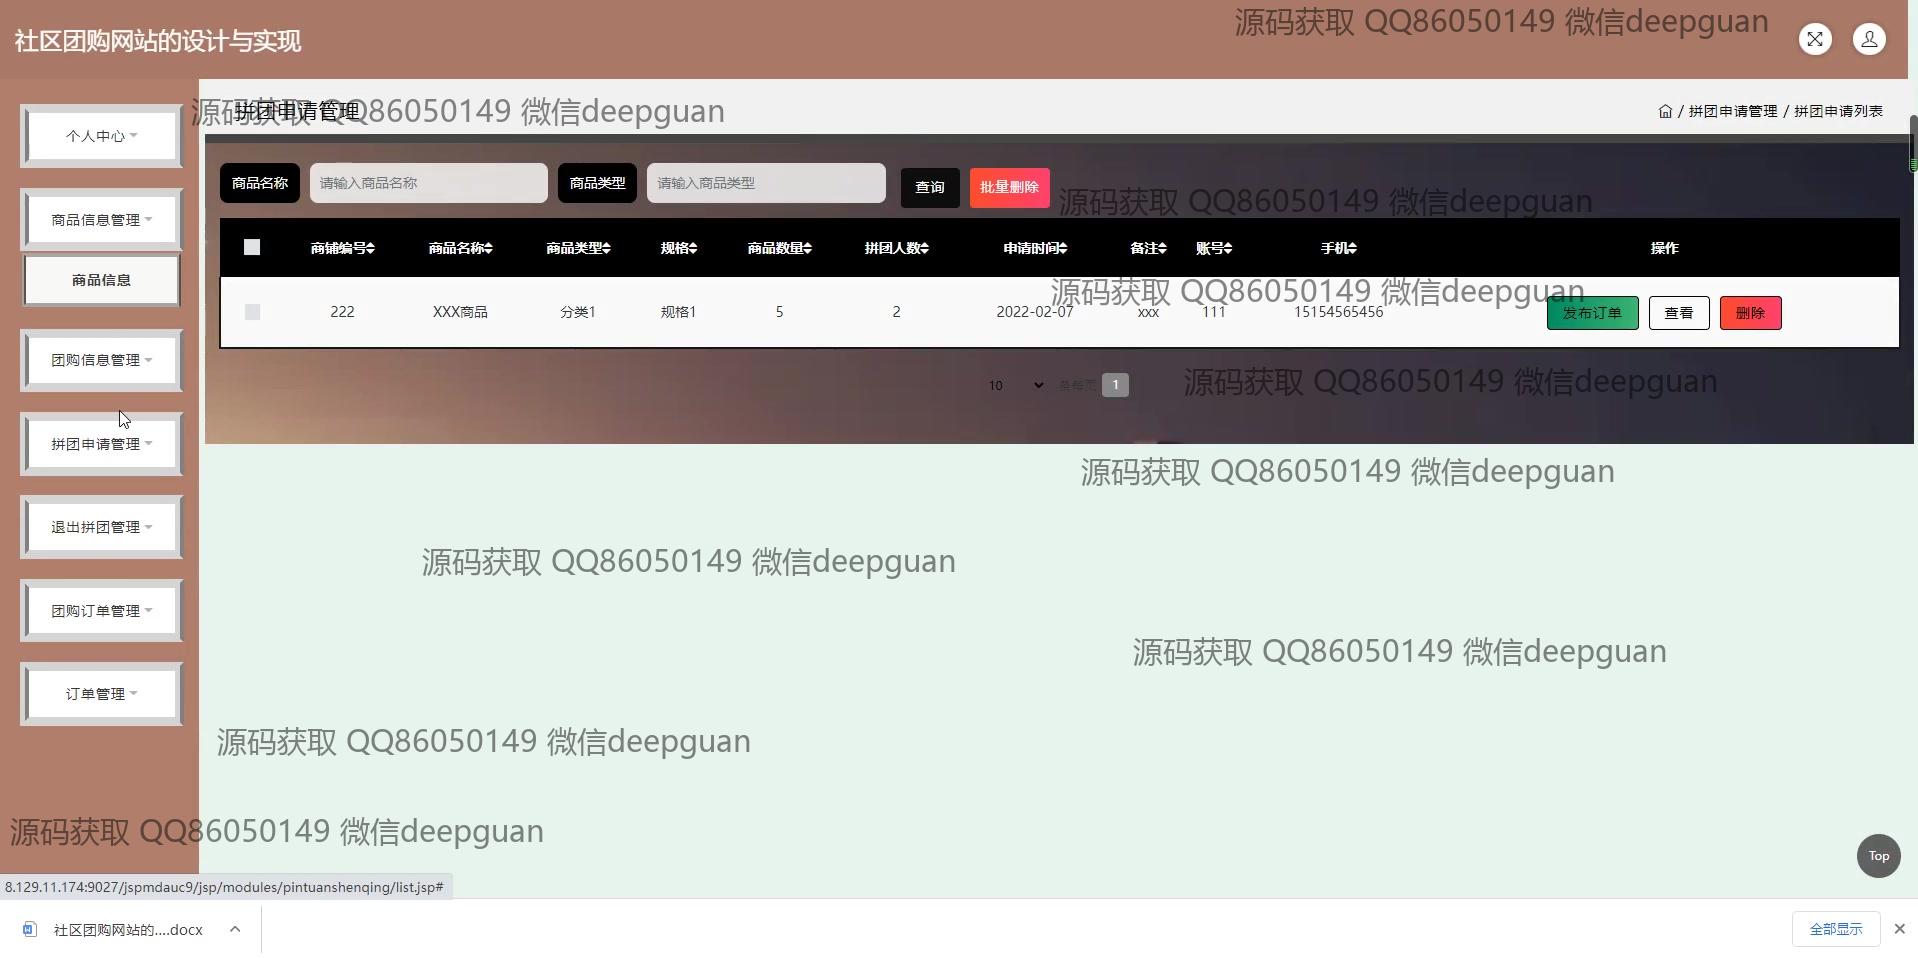 源码获取 QQ86050149 微信deepguan
社区团购网站的设计与实现
源码获取 QQ86050149 微信deepguan
拼团申请管理
/ 拼团申请管理 / 拼团申请列表
个人中心
商品信息管理
商品信息
团购信息管理
拼团申请管理
退出拼团管理
团购订单管理
订单管理
商品名称 请输入商品名称 商品类型 请输入商品类型 查询 批量删除
源码获取 QQ86050149 微信deepguan
商铺编号 商品名称 商品类型 规格 商品数量 拼团人数 申请时间 备注 账号 手机 操作
源码获取 QQ86050149 微信deepguan
222 XXX商品 分类1 规格1 5 2 2022-02-07 xxx 111 15154565456 发布订单 查看 删除
10 条每页 1
源码获取 QQ86050149 微信deepguan
源码获取 QQ86050149 微信deepguan
源码获取 QQ86050149 微信deepguan
源码获取 QQ86050149 微信deepguan
源码获取 QQ86050149 微信deepguan
源码获取 QQ86050149 微信deepguan
Top
8.129.11.174:9027/jspmdauc9/jsp/modules/pintuanshenqing/list.jsp#
社区团购网站的....docx
全部显示